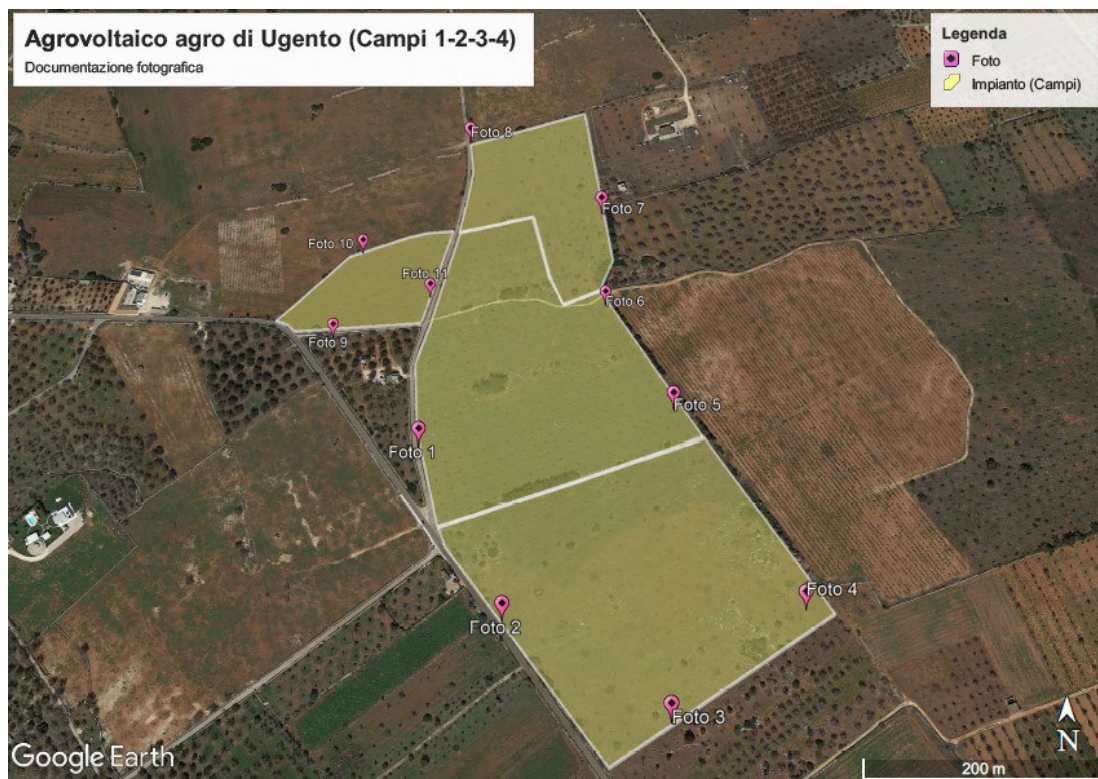 Agrovoltaico agro di Ugento (Campi 1-2-3-4)
Documentazione fotografica
Legenda
Foto
Impianto (Campi)
Foto 8
Foto 7
Foto 10
Foto 11
Foto 6
Foto 9
Foto 5
Foto 1
Foto 4
Foto 2
Foto 3
Google Earth
N
200 m